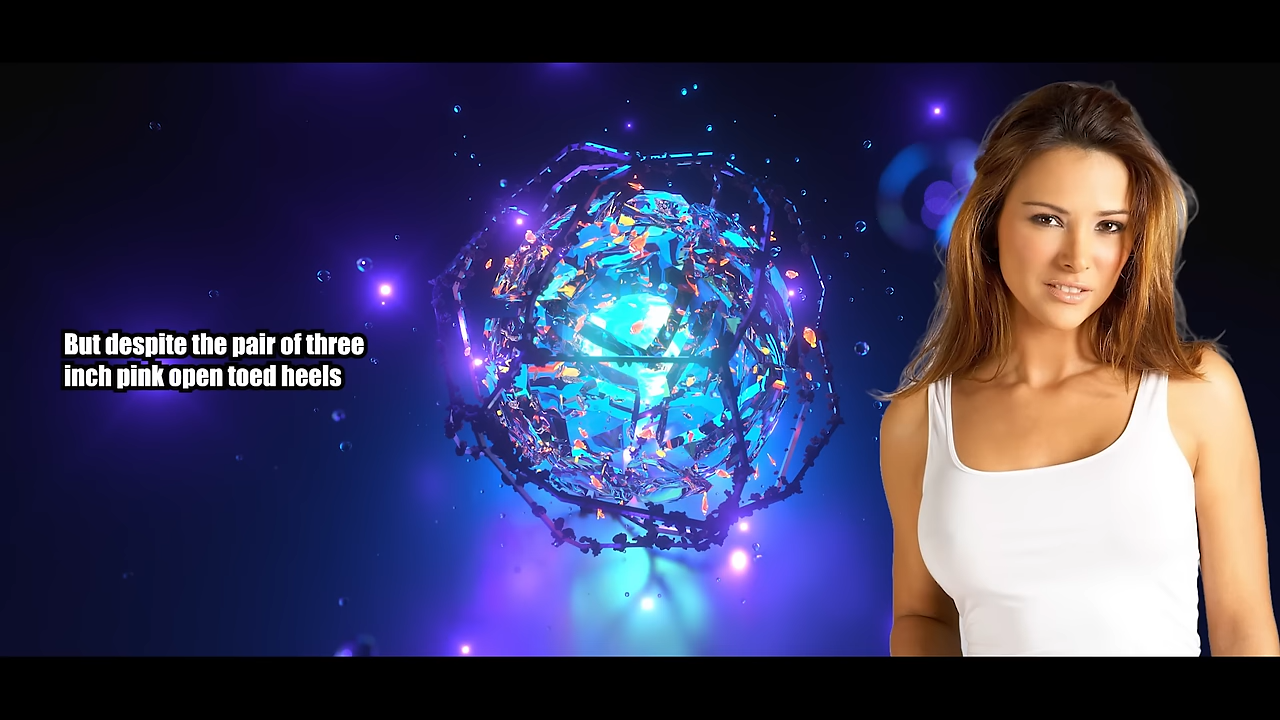 But despite the pair of three
inch pink open toed heels